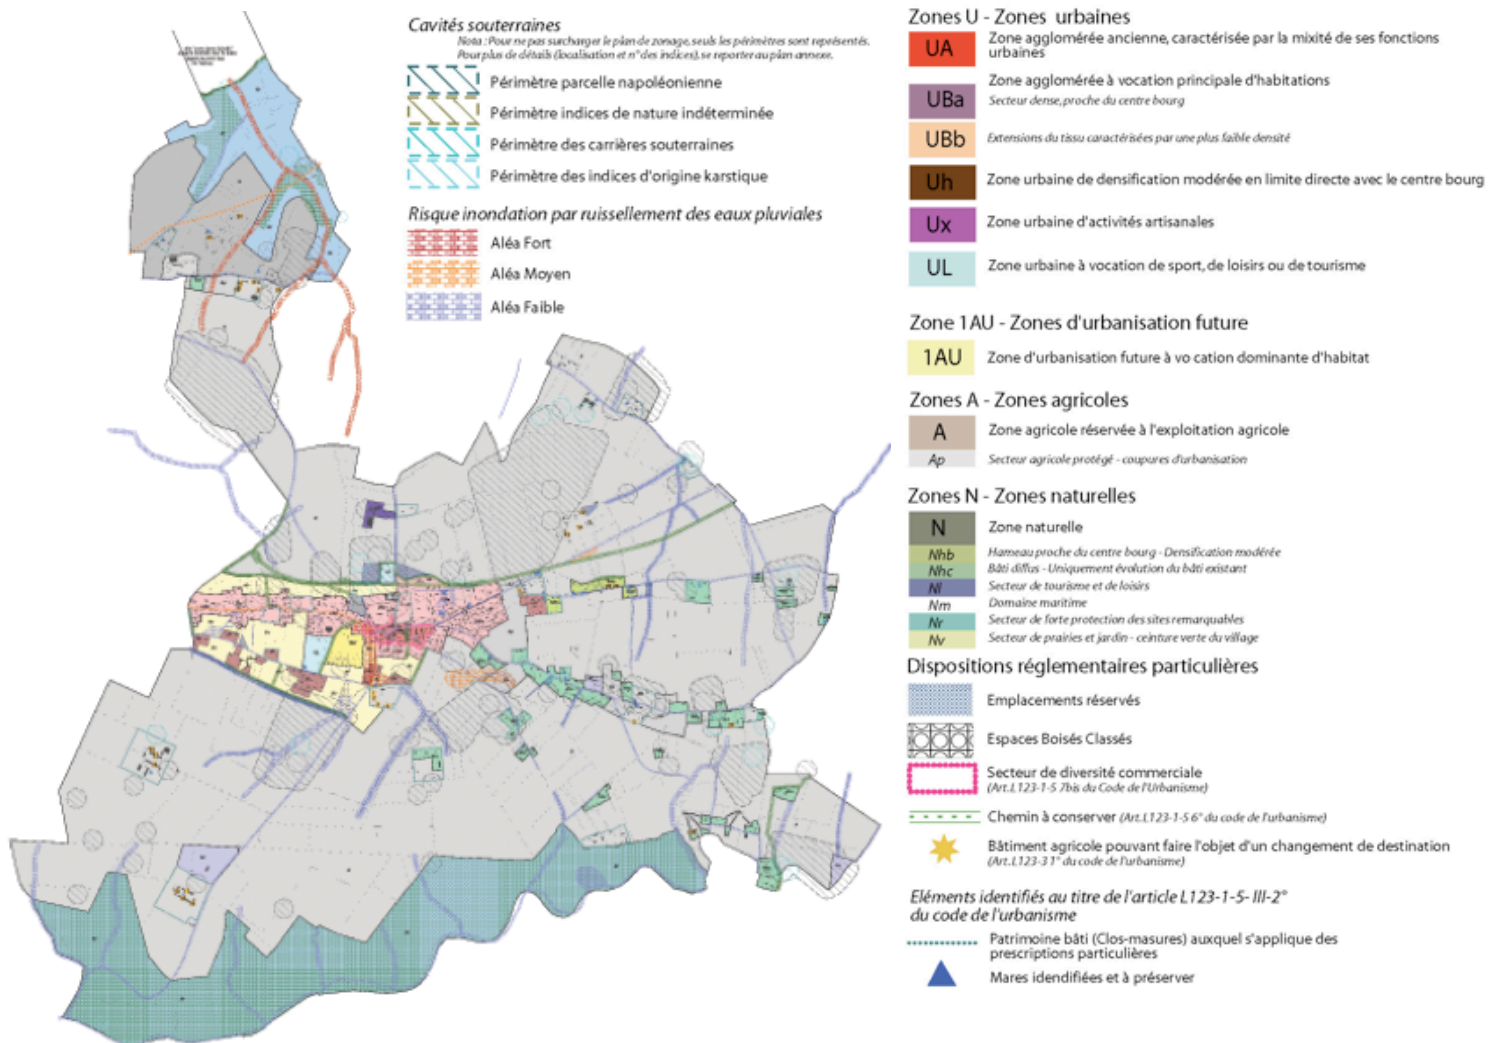 Cavités souterraines
Nota : Pour ne pas surcharger le plan de zonage, seuls les périmètres sont représentés.
Pour plus de détails (localisation et n° des indices), se reporter au plan annexe.
Périmètre parcelle napoléonienne
Périmètre indices de nature indéterminée
Périmètre des carrières souterraines
Périmètre des indices d'origine karstique
Risque inondation par ruissellement des eaux pluviales
Aléa Fort
Aléa Moyen
Aléa Faible
Zones U - Zones urbaines
UA Zone agglomérée ancienne, caractérisée par la mixité de ses fonctions
urbaines
Zone agglomérée à vocation principale d'habitations
UBa Secteur dense, proche du centre bourg
UBb Extensions du tissu caractérisées par une plus faible densité
Uh Zone urbaine de densification modérée en limite directe avec le centre bourg
Ux Zone urbaine d'activités artisanales
UL Zone urbaine à vocation de sport, de loisirs ou de tourisme
Zone 1AU - Zones d'urbanisation future
1AU Zone d'urbanisation future à vo cation dominante d'habitat
Zones A - Zones agricoles
A Zone agricole réservée à l'exploitation agricole
Ap Secteur agricole protégé - coupures d'urbanisation
Zones N - Zones naturelles
N Zone naturelle
Nhb Hameau proche du centre bourg - Densification modérée
Nhc Bâti diffus - Uniquement évolution du bâti existant
Nl Secteur de tourisme et de loisirs
Nm Domaine maritime
Nr Secteur de forte protection des sites remarquables
Nv Secteur de prairies et jardin - ceinture verte du village
Dispositions réglementaires particulières
Emplacements réservés
Espaces Boisés Classés
Secteur de diversité commerciale
(Art.L123-1-5 7bis du Code de l'Urbanisme)
Chemin à conserver (Art.L123-1-5 6° du code de l'urbanisme)
Bâtiment agricole pouvant faire l'objet d'un changement de destination
(Art.L123-3 1° du code de l'urbanisme)
Eléments identifiés au titre de l'article L123-1-5- III-2°
du code de l'urbanisme
Patrimoine bâti (Clos-masures) auxquel s'applique des
prescriptions particulières
Mares identifiées et à préserver